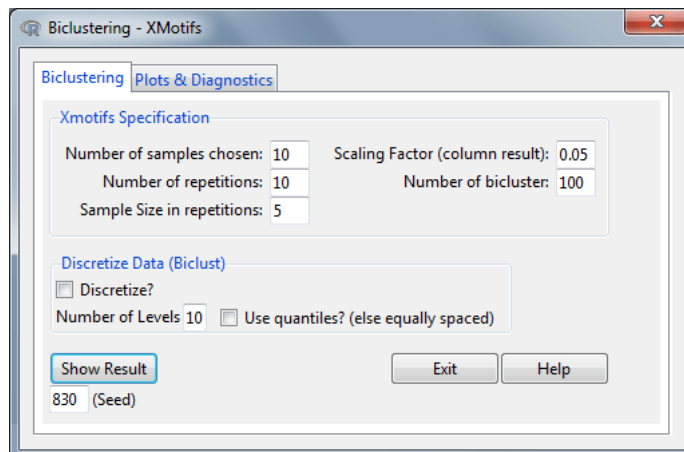 Biclustering - XMotifs
Biclustering Plots & Diagnostics
Xmotifs Specification
Number of samples chosen: 10 Scaling Factor (column result): 0.05
Number of repetitions: 10 Number of bicluster: 100
Sample Size in repetitions: 5
Discretize Data (Biclust)
Discretize?
Number of Levels 10 Use quantiles? (else equally spaced)
Show Result Exit Help
830 (Seed)